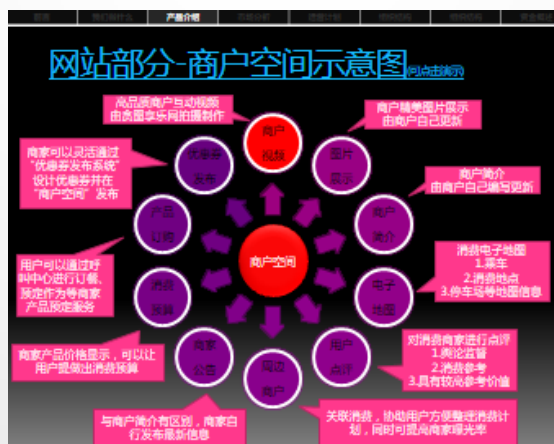 产品介绍
网站部分-商户空间示意图(可点击演示)
高品质商户互动视频
由贪图享乐网拍摄制作
商户精美图片展示
由商户自己更新
商家可以灵活通过
“优惠券发布系统”
设计优惠券并在
“商户空间”发布
商户简介
由商户自己编写更新
用户可以通过呼
叫中心进行订餐、
预定作为等商家
产品预定服务
消费电子地图
1.乘车
2.消费地点
3.停车场等地图信息
商家产品价格显示，可以让
用户提做出消费预算
对消费商家进行点评
1.舆论监督
2.消费参考
3.具有较高参考价值
与商户简介有区别，商家自
行发布最新信息
关联消费，协助用户方便整理消费计
划，同时可提高商家曝光率
商户空间
商户
视频
图片
展示
商户
简介
电子
地图
用户
点评
周边
商户
商家
公告
消费
预算
产品
订购
优惠券
发布